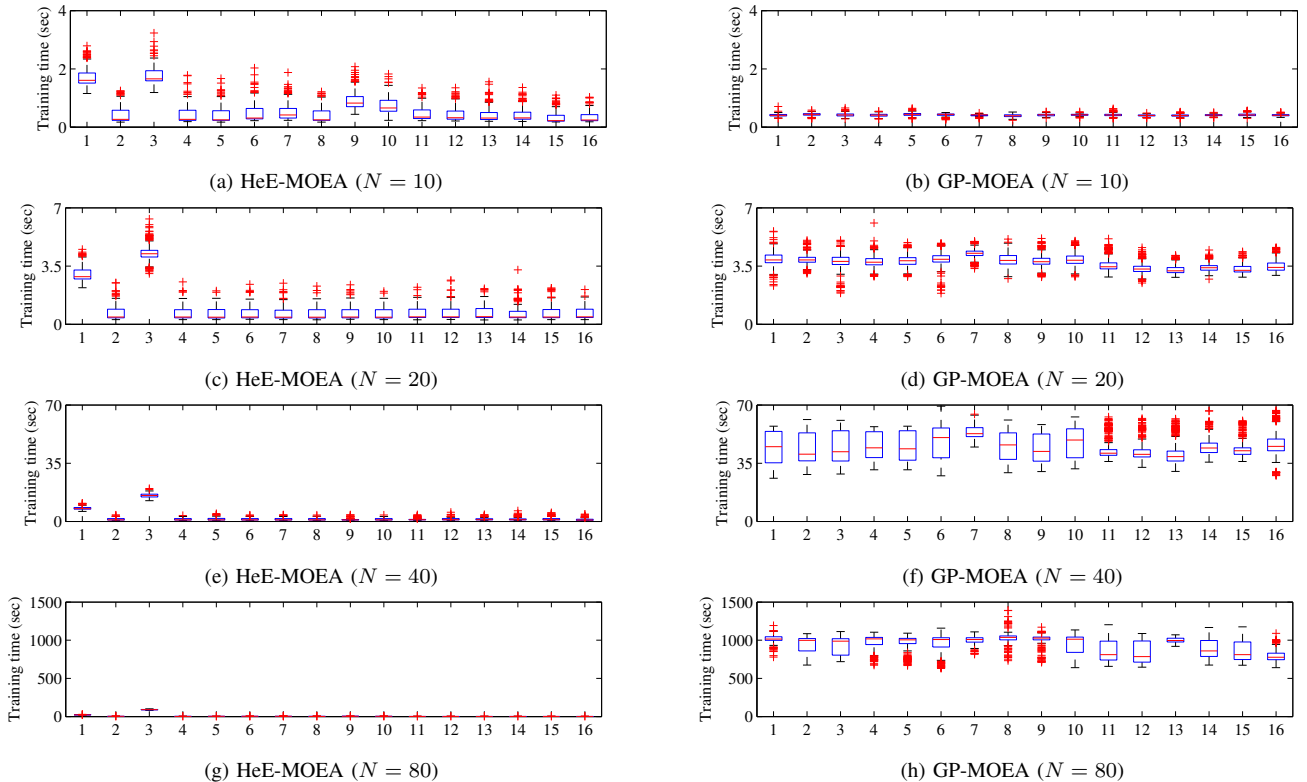 Training time (sec)
4
2
0
1 2 3 4 5 6 7 8 9 10 11 12 13 14 15 16
(a) HeE-MOEA (N = 10)
Training time (sec)
4
2
0
1 2 3 4 5 6 7 8 9 10 11 12 13 14 15 16
(b) GP-MOEA (N = 10)
Training time (sec)
7
3.5
0
1 2 3 4 5 6 7 8 9 10 11 12 13 14 15 16
(c) HeE-MOEA (N = 20)
Training time (sec)
7
3.5
0
1 2 3 4 5 6 7 8 9 10 11 12 13 14 15 16
(d) GP-MOEA (N = 20)
Training time (sec)
70
35
0
1 2 3 4 5 6 7 8 9 10 11 12 13 14 15 16
(e) HeE-MOEA (N = 40)
Training time (sec)
70
35
0
1 2 3 4 5 6 7 8 9 10 11 12 13 14 15 16
(f) GP-MOEA (N = 40)
Training time (sec)
1500
1000
500
0
1 2 3 4 5 6 7 8 9 10 11 12 13 14 15 16
(g) HeE-MOEA (N = 80)
Training time (sec)
1500
1000
500
0
1 2 3 4 5 6 7 8 9 10 11 12 13 14 15 16
(h) GP-MOEA (N = 80)